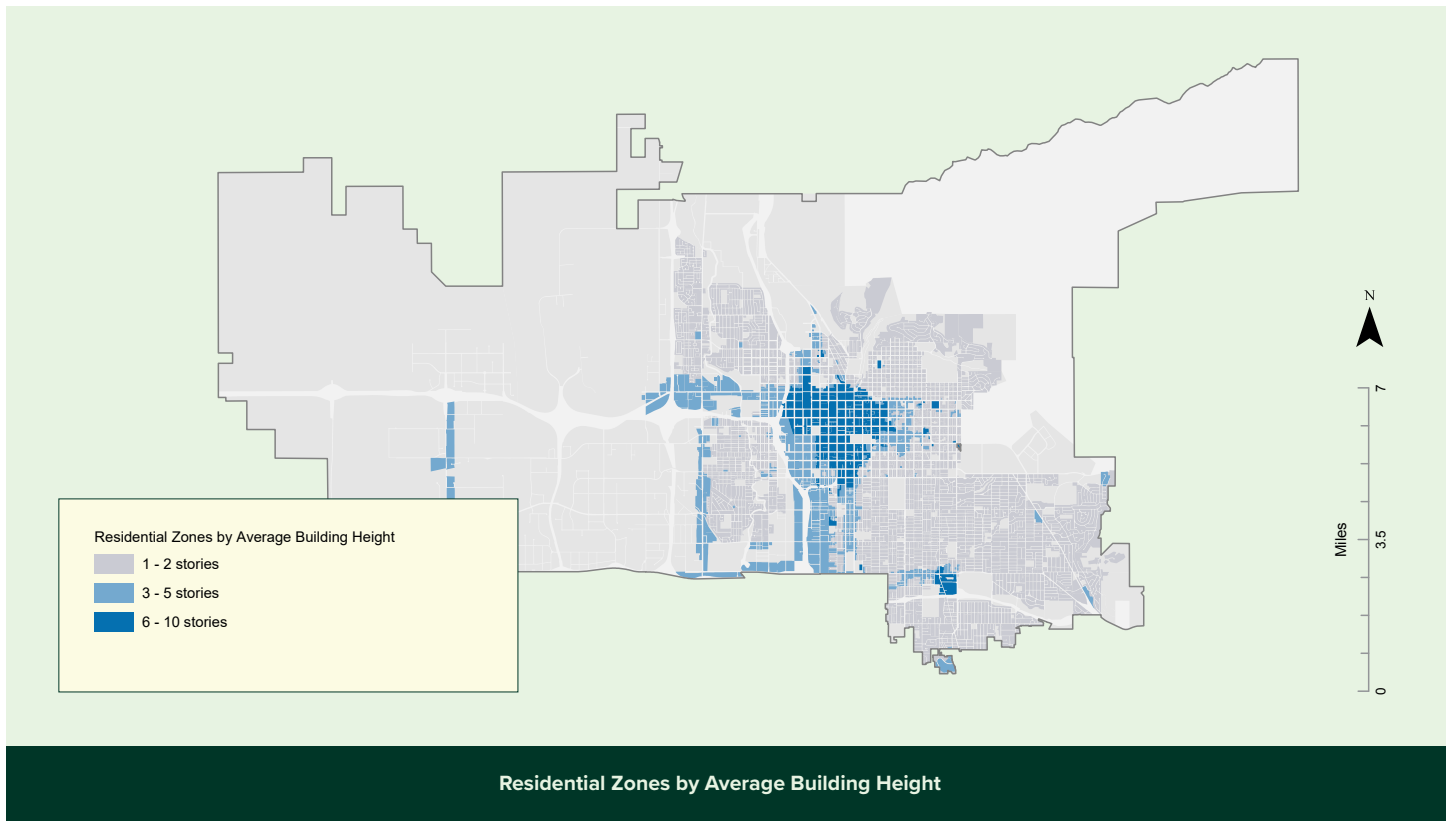 N
7
3.5
Miles
0
Residential Zones by Average Building Height
1 - 2 stories
3 - 5 stories
6 - 10 stories
Residential Zones by Average Building Height